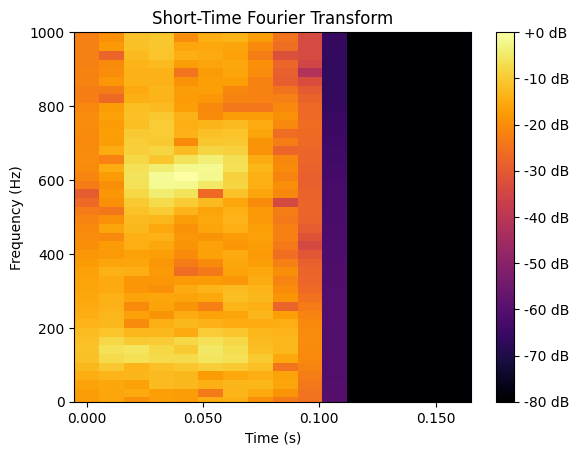 Short-Time Fourier Transform
1000
800
600
400
200
0
Frequency (Hz)
0.000
0.050
0.100
0.150
Time (s)
+0 dB
-10 dB
-20 dB
-30 dB
-40 dB
-50 dB
-60 dB
-70 dB
-80 dB